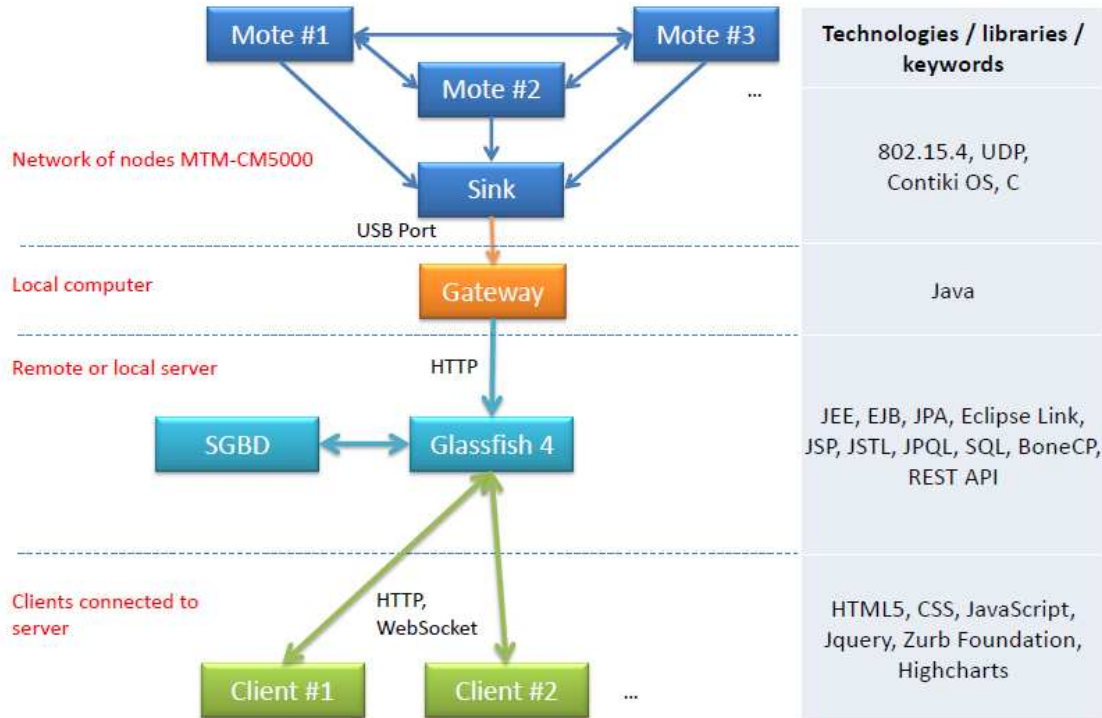 Mote #1
Mote #3
Technologies / libraries /
keywords
Mote #2
...
Network of nodes MTM-CM5000
802.15.4, UDP,
Contiki OS, C
Sink
USB Port
Local computer
Gateway
Java
Remote or local server
HTTP
SGBD
Glassfish 4
JEE, EJB, JPA, Eclipse Link,
JSP, JSTL, JPQL, SQL, BoneCP,
REST API
Clients connected to
server
HTTP,
WebSocket
HTML5, CSS, JavaScript,
Jquery, Zurb Foundation,
Highcharts
Client #1
Client #2
...